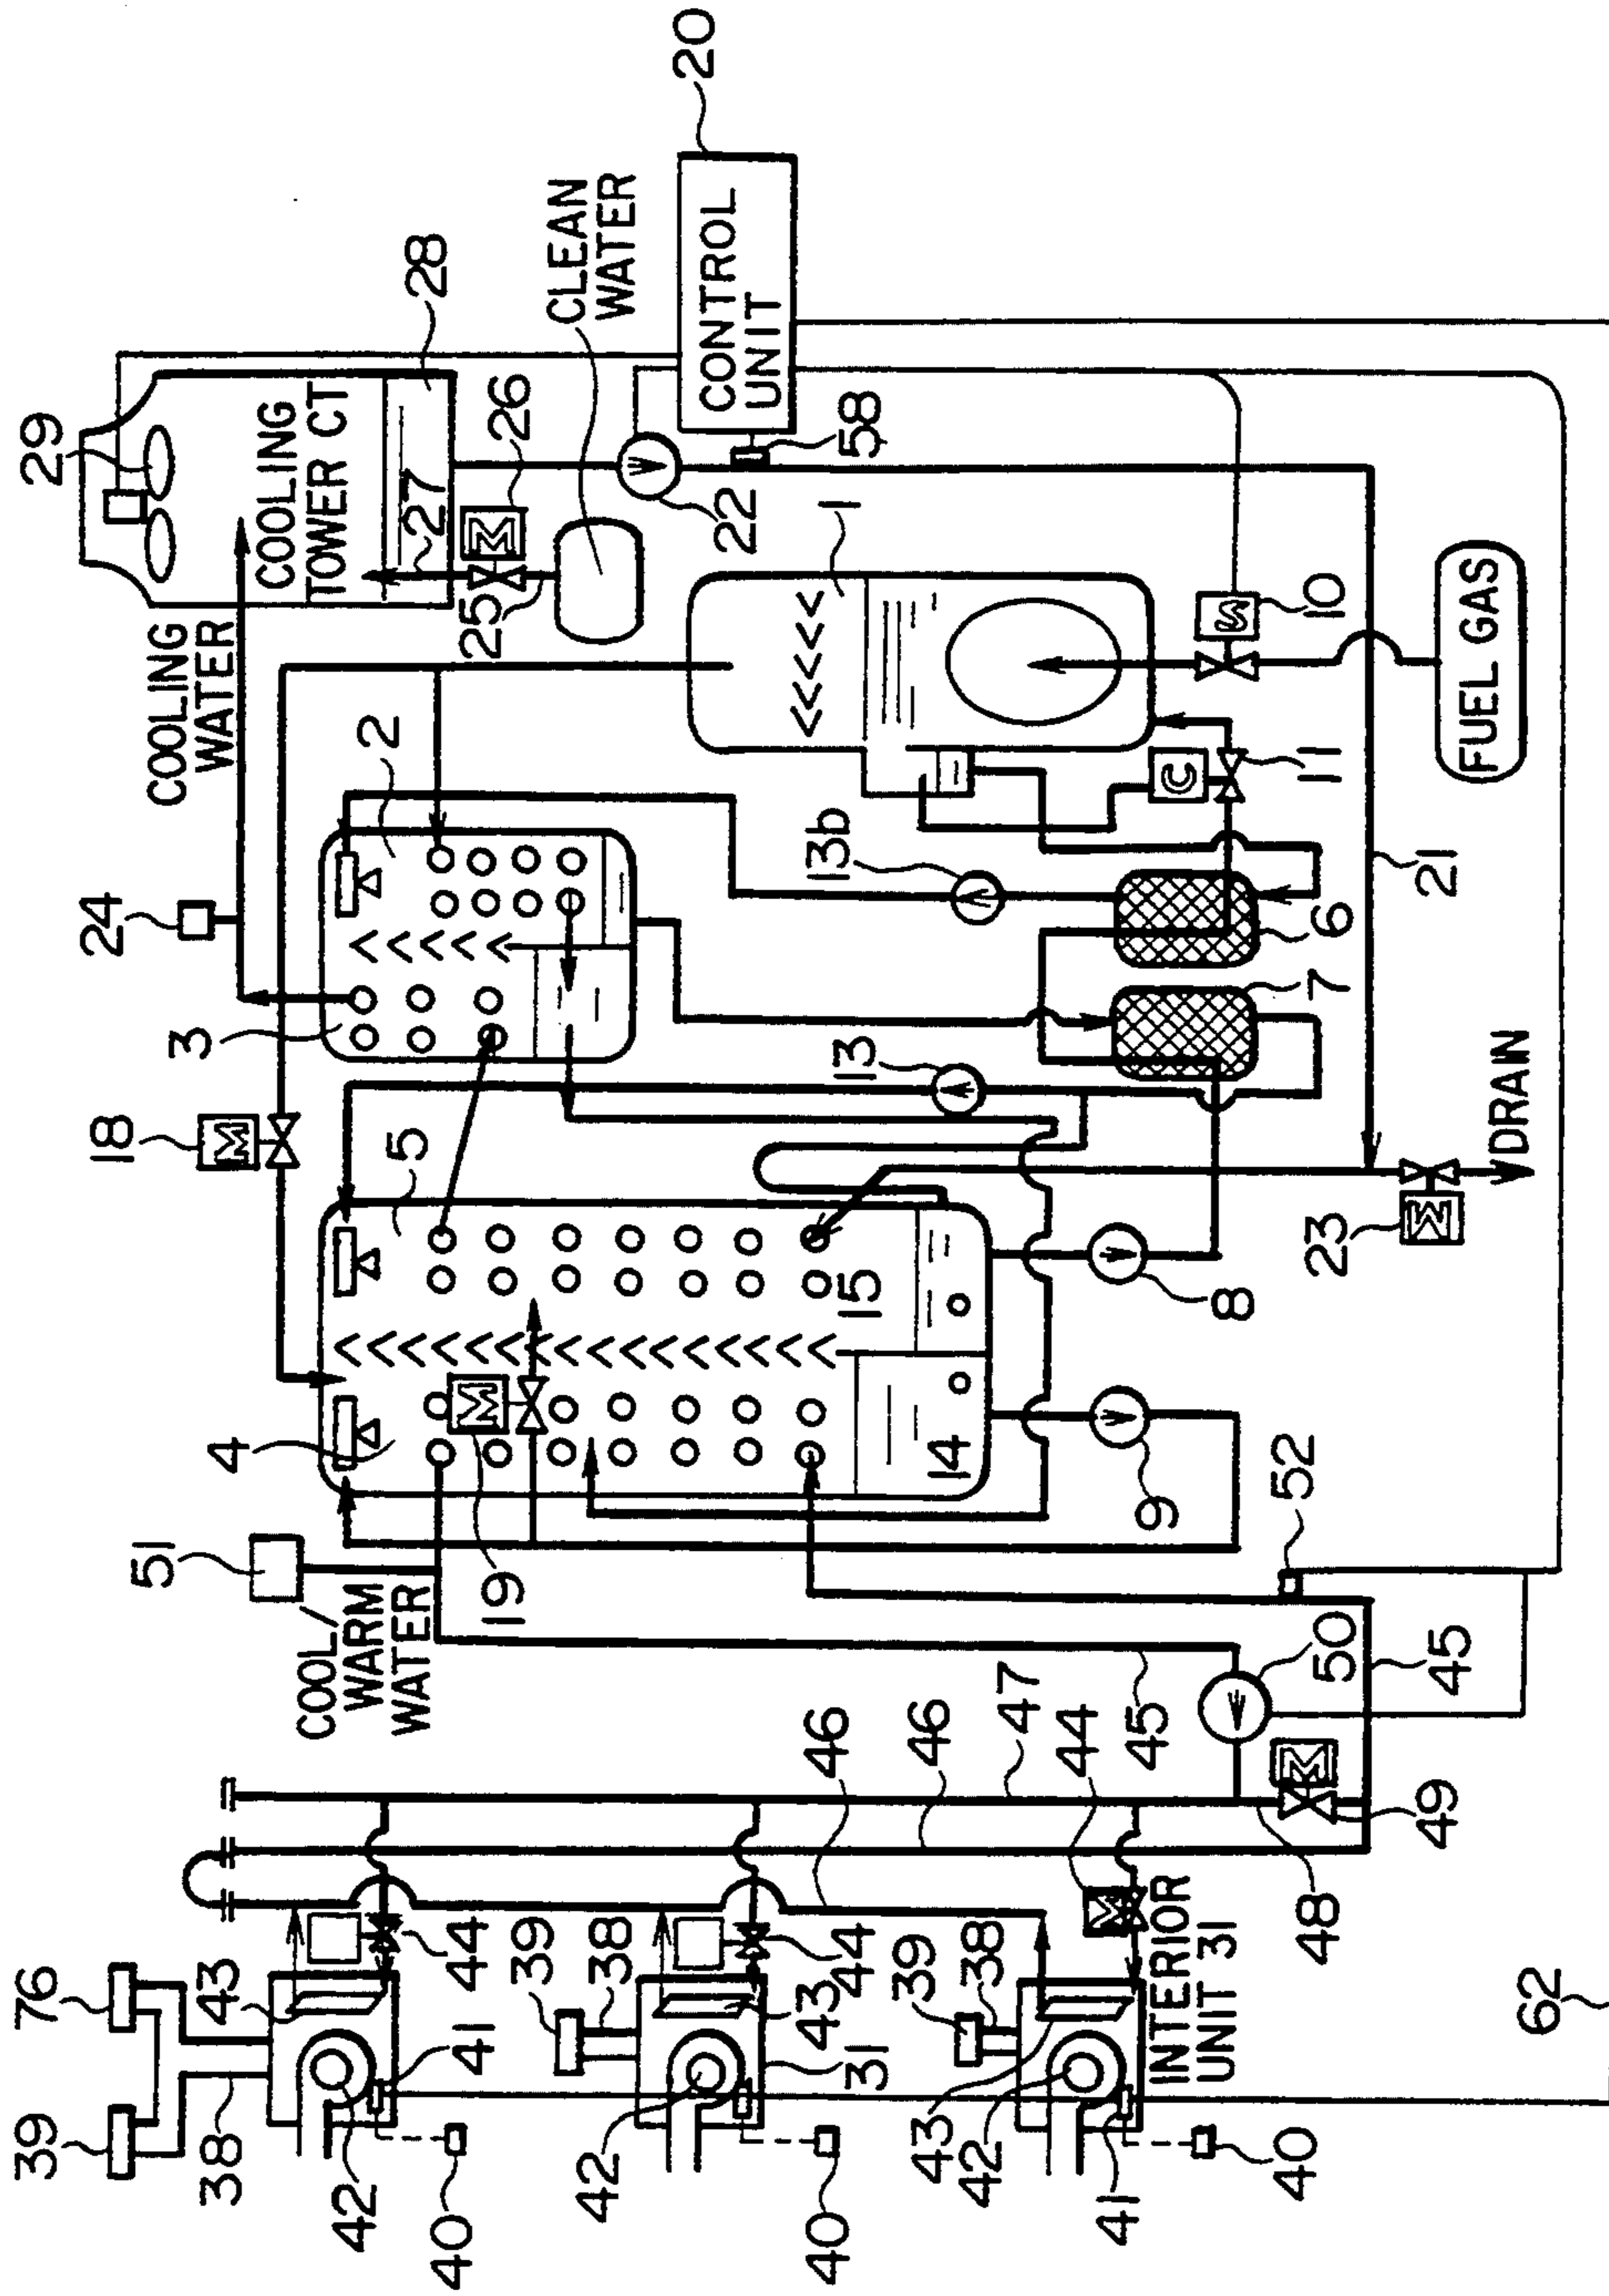 39
76
24
29
18
51
3
38
43
M
COOLING
WATER
4
COOL/
WARM
WATER
42
2
COOLING
TOWER CT
5
28
27
40
41
44
M
M
26
25
19
39
38
CLEAN
WATER
42
20
CONTROL
UNIT
22
40
31
43
44
46
13
13b
1
58
15
39
43
46
14
38
42
47
44
M
C
41
INTERIOR
UNIT 31
45
9
8
S
40
48
M
50
52
7
6
11
10
49
45
23
M
21
FUEL GAS
DRAIN
62